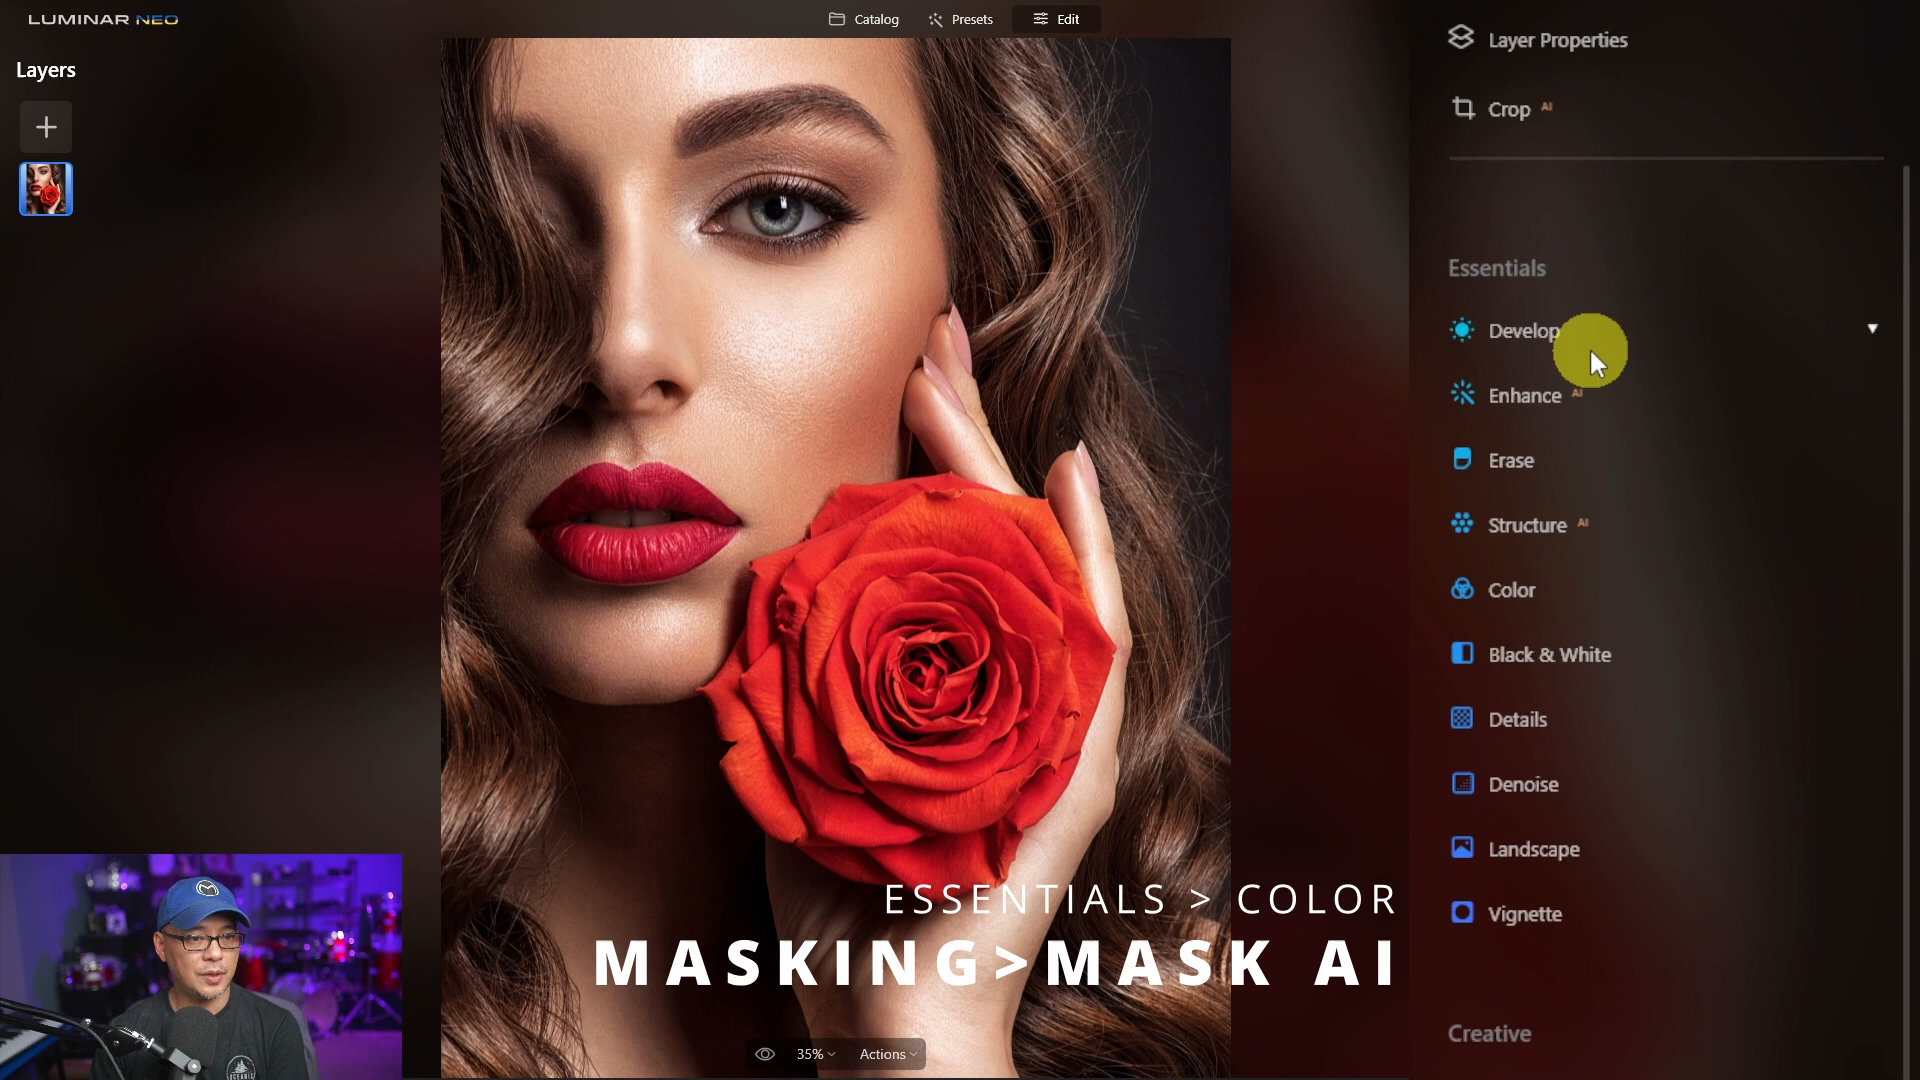 LUMINAR NEO
Catalog
Presets
Edit
Layers
Layer Properties
Crop AI
Essentials
Develop
Enhance AI
Erase
Structure AI
Color
Black & White
Details
Denoise
Landscape
Vignette
Creative
ESSENTIALS > COLOR
MASKING>MASK AI
35%
Actions
OCEANIC